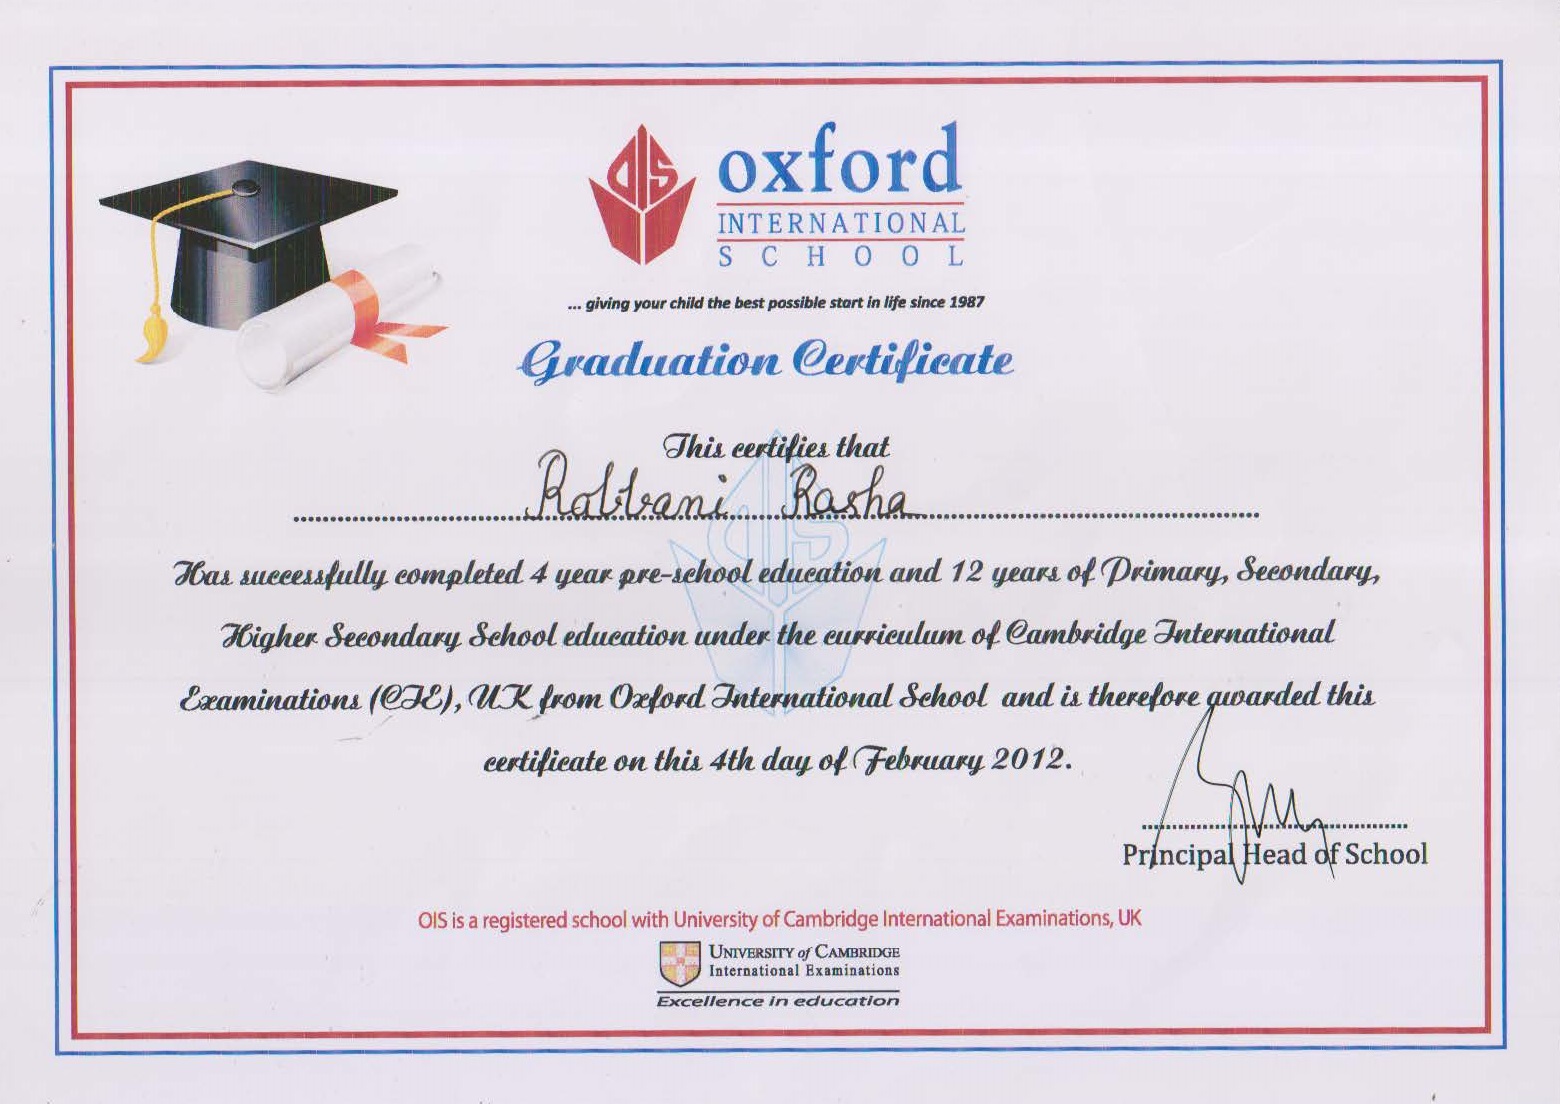 OIS
oxford
INTERNATIONAL
SCHOOL
... giving your child the best possible start in life since 1987
Graduation Certificate
This certifies that
Rabbani Rasha
Has successfully completed 4 year pre-school education and 12 years of Primary, Secondary,
Higher Secondary School education under the curriculum of Cambridge International
Examinations (CIE), UK from Oxford International School and is therefore awarded this
certificate on this 4th day of February 2012.
Principal Head of School
OIS is a registered school with University of Cambridge International Examinations, UK
UNIVERSITY of CAMBRIDGE
International Examinations
Excellence in education